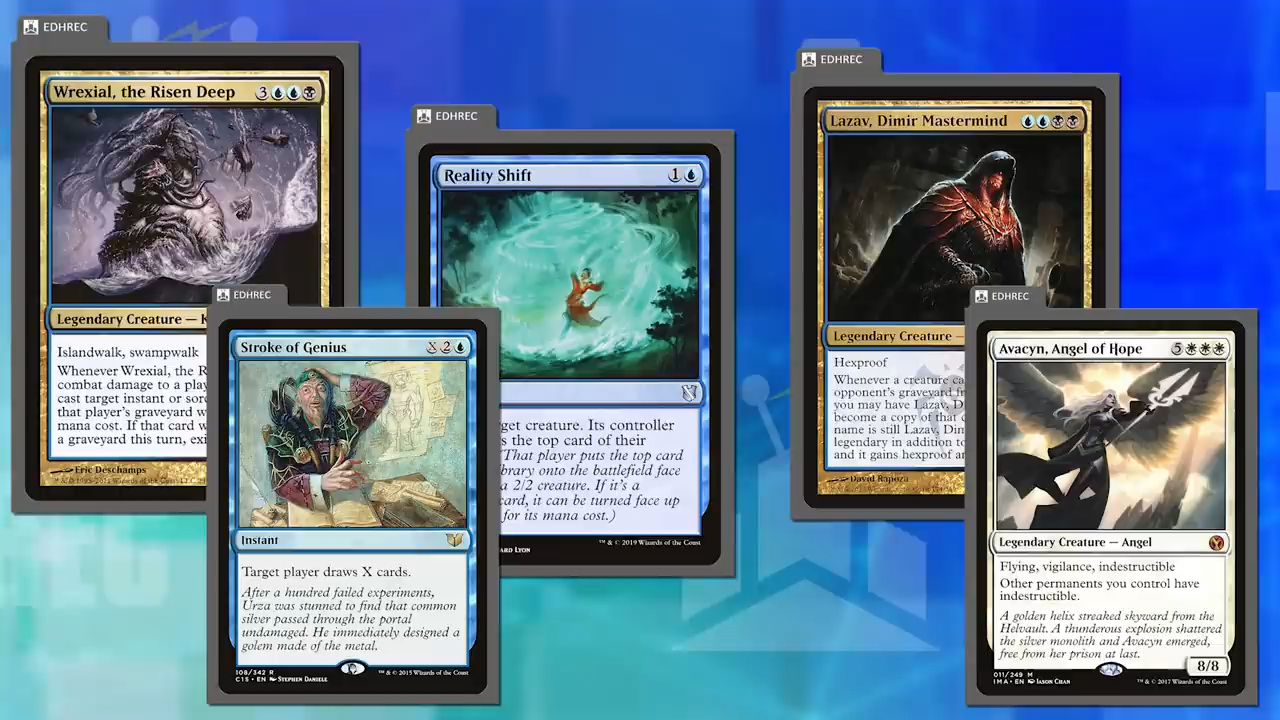 EDHREC
Wrexial, the Risen Deep 3
Legendary Creature — K
Islandwalk, swampwalk
Whenever Wrexial, the R
combat damage to a play
cast target instant or sor
that player's graveyard w
mana cost. If that card w
a graveyard this turn, exi
Eric Deschamps
EDHREC
Stroke of Genius X 2
Instant
Target player draws X cards.
After a hundred failed experiments,
Urza was stunned to find that common
silver passed through the portal
undamaged. He immediately designed a
golem made of the metal.
108/342 R
C15 • EN Stephen Daniele
™ & © 2015 Wizards of the Coast
EDHREC
Reality Shift 1
get creature. Its controller
s the top card of their
(That player puts the top card
brary onto the battlefield face
a 2/2 creature. If it's a
card, it can be turned face up
for its mana cost.)
ard Lyon
™ & © 2019 Wizards of the Coast
EDHREC
Lazav, Dimir Mastermind
Legendary Creature —
Hexproof
Whenever a creature ca
opponent's graveyard fr
you may have Lazav, D
become a copy of that c
name is still Lazav, Dim
legendary in addition to
and it gains hexproof an
David Rapoza
EDHREC
Avacyn, Angel of Hope 5
Legendary Creature — Angel
Flying, vigilance, indestructible
Other permanents you control have
indestructible.
A golden helix streaked skyward from the
Helvault. A thunderous explosion shattered
the silver monolith and Avacyn emerged,
free from her prison at last.
8/8
011/249 M
IMA • EN Jason Chan
™ & © 2017 Wizards of the Coast